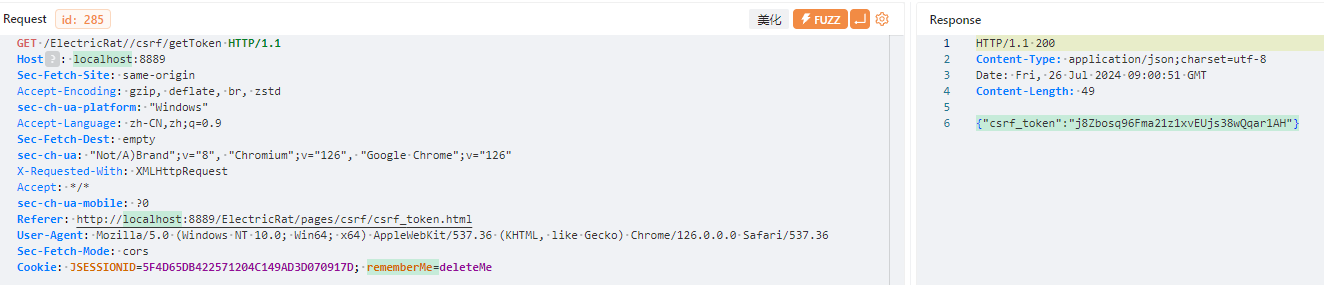 Request id: 285 美化 FUZZ
GET /ElectricRat//csrf/getToken HTTP/1.1
Host ? : localhost:8889
Sec-Fetch-Site: same-origin
Accept-Encoding: gzip, deflate, br, zstd
sec-ch-ua-platform: "Windows"
Accept-Language: zh-CN,zh;q=0.9
Sec-Fetch-Dest: empty
sec-ch-ua: "Not/A)Brand";v="8", "Chromium";v="126", "Google Chrome";v="126"
X-Requested-With: XMLHttpRequest
Accept: */*
sec-ch-ua-mobile: ?0
Referer: http://localhost:8889/ElectricRat/pages/csrf/csrf_token.html
User-Agent: Mozilla/5.0 (Windows NT 10.0; Win64; x64) AppleWebKit/537.36 (KHTML, like Gecko) Chrome/126.0.0.0 Safari/537.36
Sec-Fetch-Mode: cors
Cookie: JSESSIONID=5F4D65DB422571204C149AD3D070917D; rememberMe=deleteMe
Response
1 HTTP/1.1 200
2 Content-Type: application/json;charset=utf-8
3 Date: Fri, 26 Jul 2024 09:00:51 GMT
4 Content-Length: 49
5
6 {"csrf_token":"j8Zbosq96Fma21z1xvEUjs38wQqar1AH"}